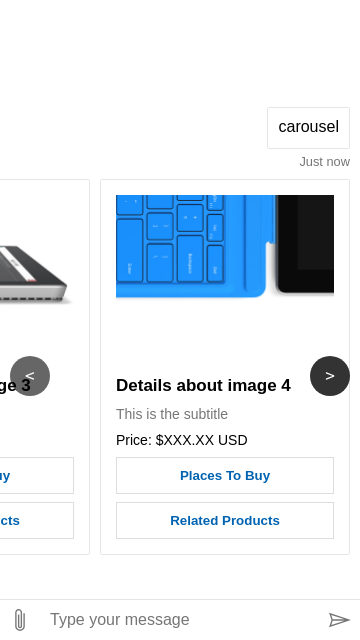 carousel
Just now
ge 3
<
Details about image 4
>
This is the subtitle
Price: $XXX.XX USD
uy
Places To Buy
cts
Related Products
Type your message